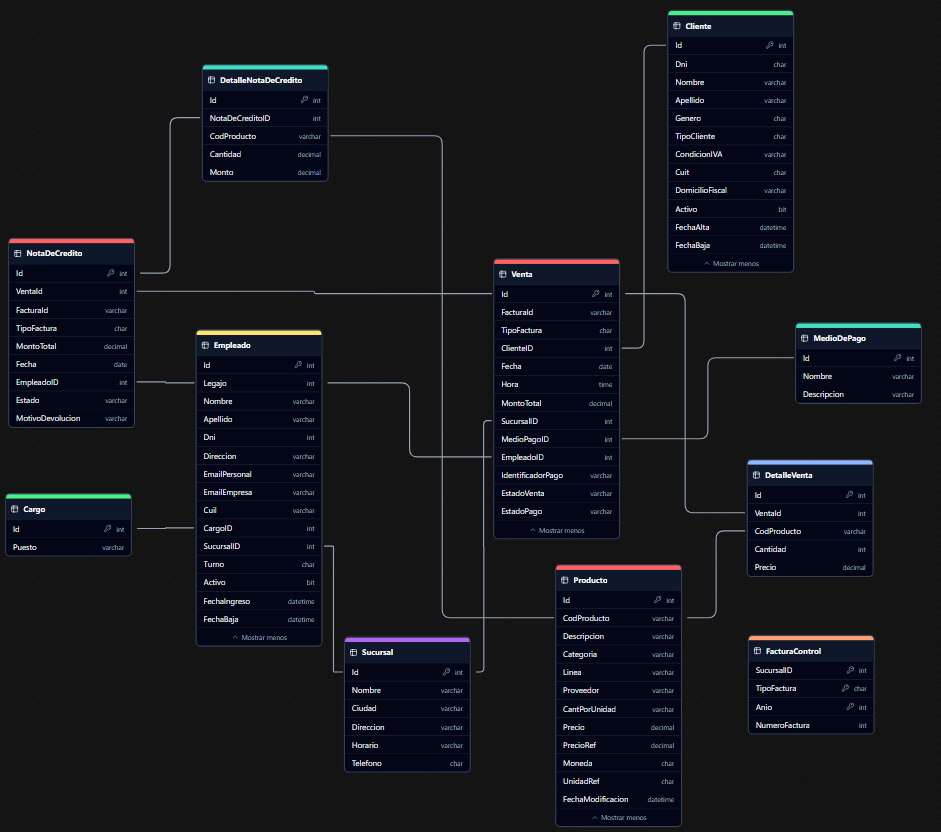 Cliente
Id int
Dni char
Nombre varchar
Apellido varchar
Genero char
TipoCliente char
CondicionIVA varchar
Cuit char
DomicilioFiscal varchar
Activo bit
FechaAlta datetime
FechaBaja datetime
Mostrar menos
DetalleNotaDeCredito
Id int
NotaDeCreditoID int
CodProducto varchar
Cantidad decimal
Monto decimal
NotaDeCredito
Id int
VentaId int
FacturaId varchar
TipoFactura char
MontoTotal decimal
Fecha date
EmpleadoID int
Estado varchar
MotivoDevolucion varchar
Venta
Id int
FacturaId varchar
TipoFactura char
ClienteID int
Fecha date
Hora time
MontoTotal decimal
SucursalID int
MedioPagoID int
EmpleadoID int
IdentificadorPago varchar
EstadoVenta varchar
EstadoPago varchar
Mostrar menos
MedioDePago
Id int
Nombre varchar
Descripcion varchar
Empleado
Id int
Legajo int
Nombre varchar
Apellido varchar
Dni int
Direccion varchar
EmailPersonal varchar
EmailEmpresa varchar
Cuil varchar
CargoID int
SucursalID int
Turno char
Activo bit
FechaIngreso datetime
FechaBaja datetime
Mostrar menos
DetalleVenta
Id int
VentaId int
CodProducto varchar
Cantidad int
Precio decimal
Cargo
Id int
Puesto varchar
Producto
Id int
CodProducto varchar
Descripcion varchar
Categoria varchar
Linea varchar
Proveedor varchar
CantPorUnidad varchar
Precio decimal
PrecioRef decimal
Moneda char
UnidadRef char
FechaModificacion datetime
Mostrar menos
Sucursal
Id int
Nombre varchar
Ciudad varchar
Direccion varchar
Horario varchar
Telefono char
FacturaControl
SucursalID int
TipoFactura char
Anio int
NumeroFactura int